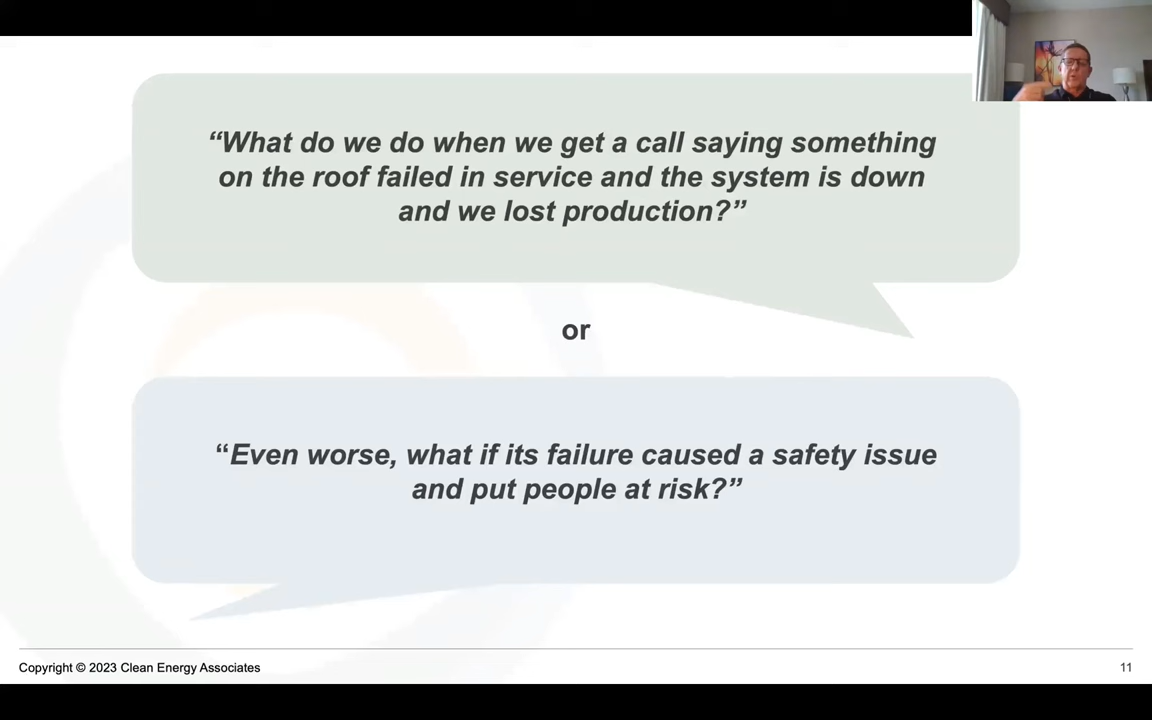 “What do we do when we get a call saying something
on the roof failed in service and the system is down
and we lost production?”
or
“Even worse, what if its failure caused a safety issue
and put people at risk?”
Copyright © 2023 Clean Energy Associates
11